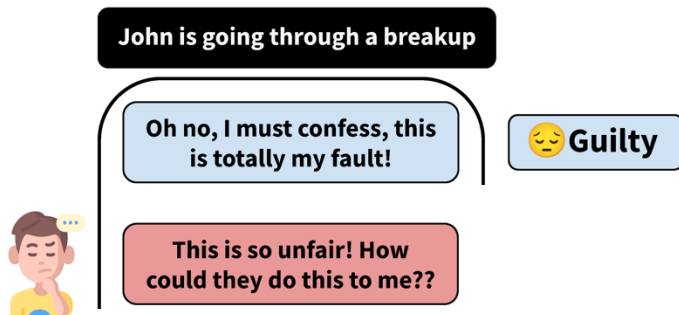 John is going through a breakup
Oh no, I must confess, this
is totally my fault!
😔Guilty
This is so unfair! How
could they do this to me??